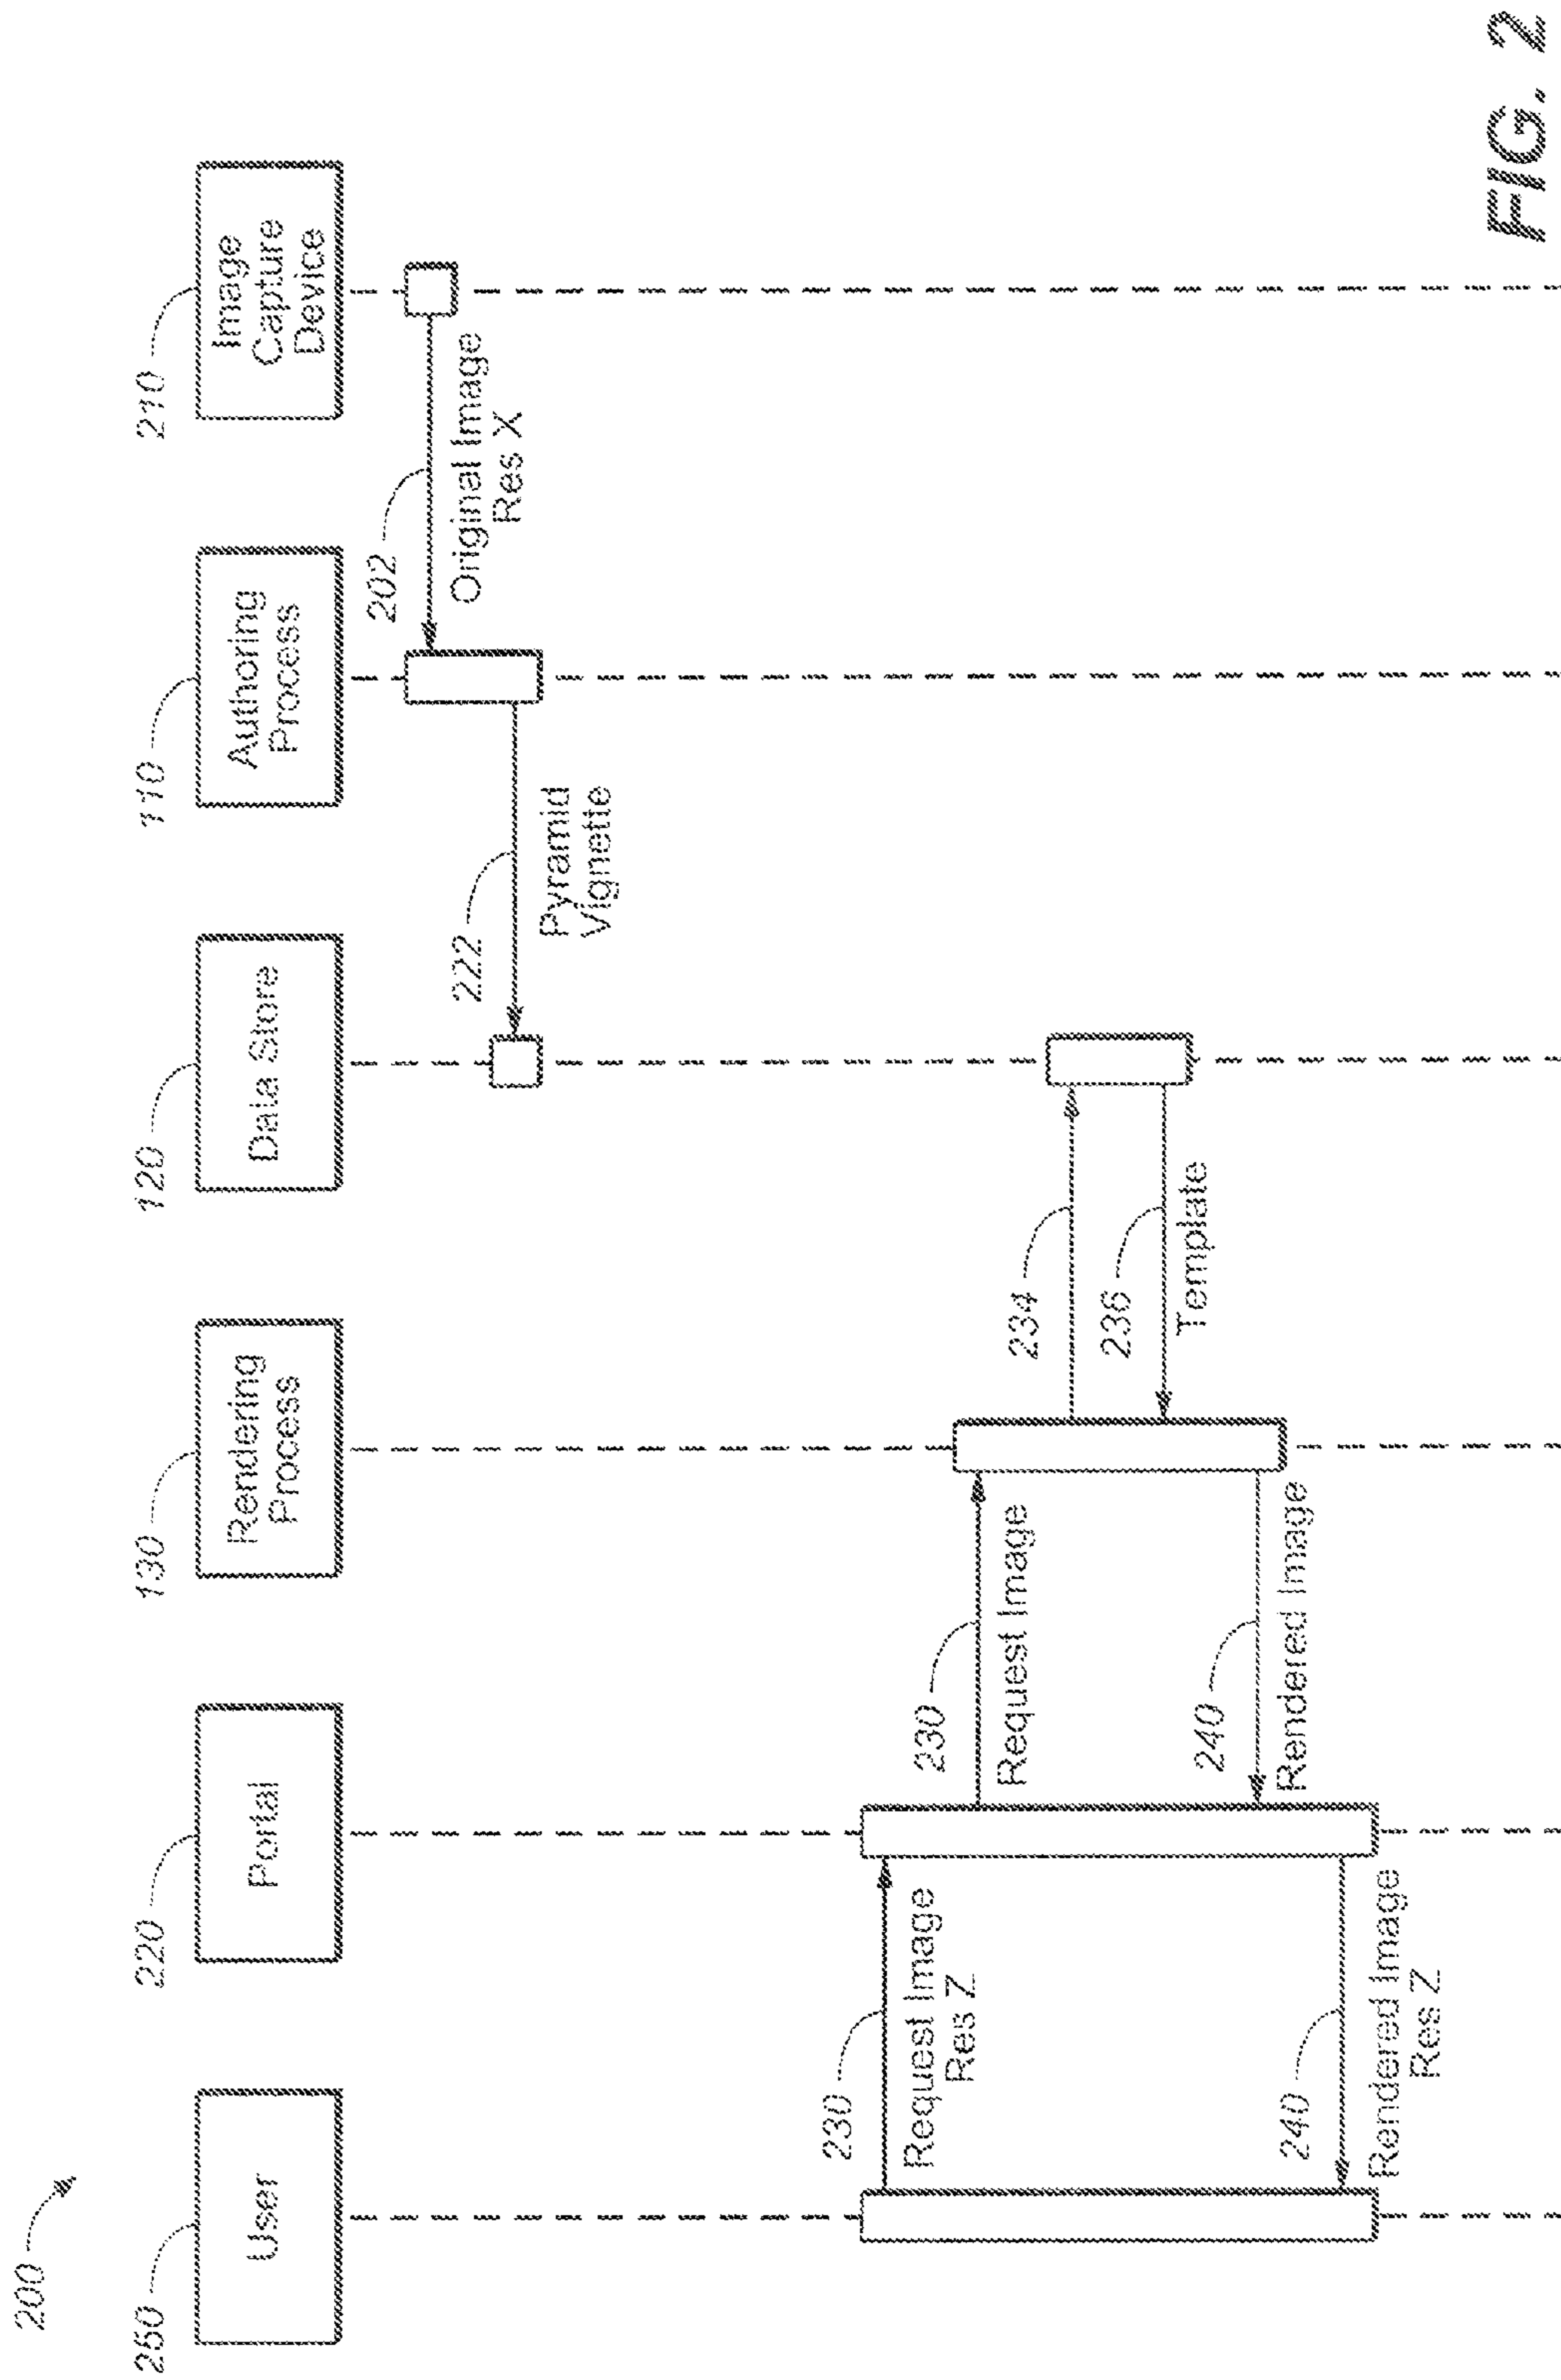 200
250
User
220
Portal
130
Rendering
Process
120
Data Store
110
Authoring
Process
210
Image
Capture
Device
202
Original Image
Res X
222
Pyramid
Vignette
230
Request Image
Res Z
230
Request Image
234
236
Template
240
Rendered Image
240
Rendered Image
Res Z
FIG. 2